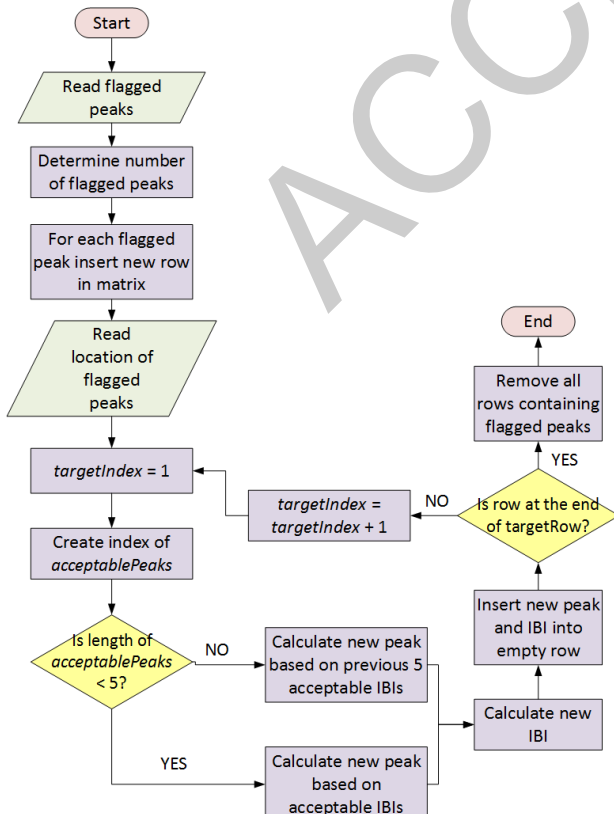 Start
Read flagged
peaks
Determine number
of flagged peaks
For each flagged
peak insert new row
in matrix
Read
location of
flagged
peaks
targetIndex = 1
Create index of
acceptablePeaks
Is length of
acceptablePeaks
< 5?
NO
YES
Calculate new peak
based on previous 5
acceptable IBIs
Calculate new peak
based on
acceptable IBIs
Calculate new
IBI
Insert new peak
and IBI into
empty row
Is row at the end
of targetRow?
NO
targetIndex =
targetIndex + 1
YES
Remove all
rows containing
flagged peaks
End